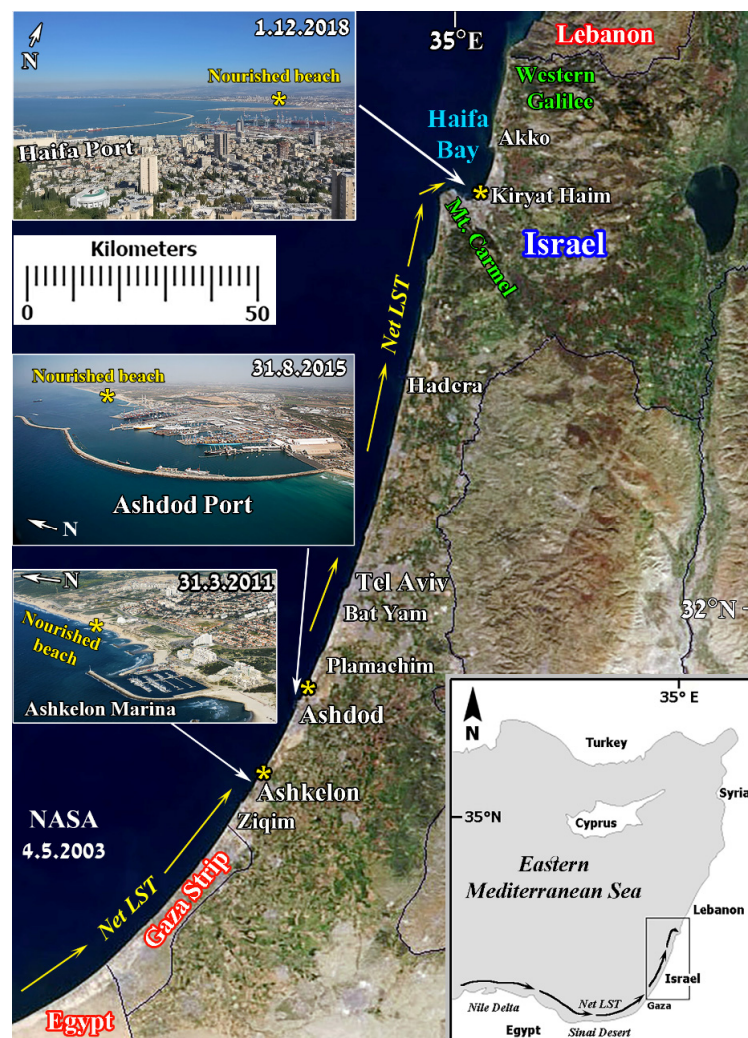 1.12.2018
N
Nourished beach
*
Haifa Port
Kilometers
0 50
Nourished beach
*
31.8.2015
Ashdod Port
N
N
31.3.2011
Nourished
beach
*
Ashkelon Marina
NASA
4.5.2003
35°E
Lebanon
Western
Galilee
Haifa
Bay
Akko
*
Kiryat Haim
Mt. Carmel
Israel
Net LST
Hadera
Tel Aviv
Bat Yam
32°N
Plamachim
*
Ashdod
*
Ashkelon
Ziqim
Net LST
Gaza Strip
Egypt
35° E
N
Turkey
Syria
35°N
Cyprus
Eastern
Mediterranean Sea
Lebanon
Israel
Gaza
Nile Delta
Net LST
Egypt
Sinai Desert